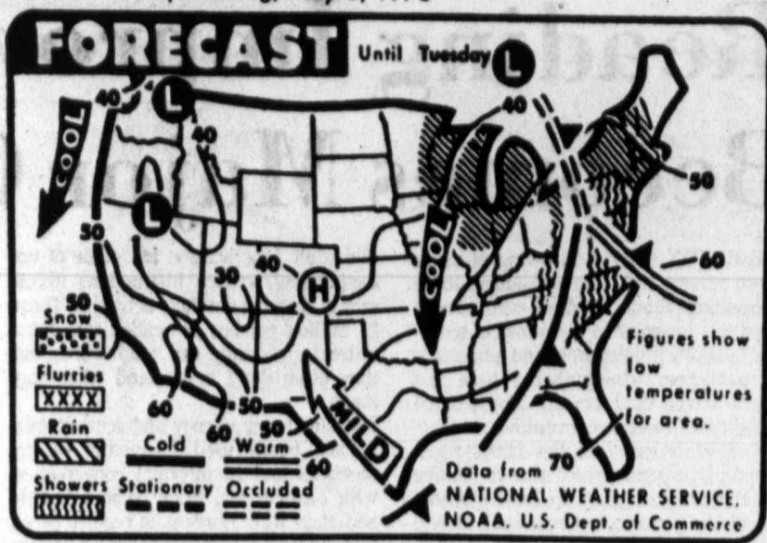 FORECAST Until Tuesday
L
L
L
H
COOL
COOL
MILD
40
40
40
50
60
50
50
30
40
60
60
50
50
60
70
Snow
Flurries
XXXX
Rain
Showers
Cold
Warm
Stationary
Occluded
Figures show
low
temperatures
for area.
Data from
NATIONAL WEATHER SERVICE,
NOAA, U.S. Dept. of Commerce